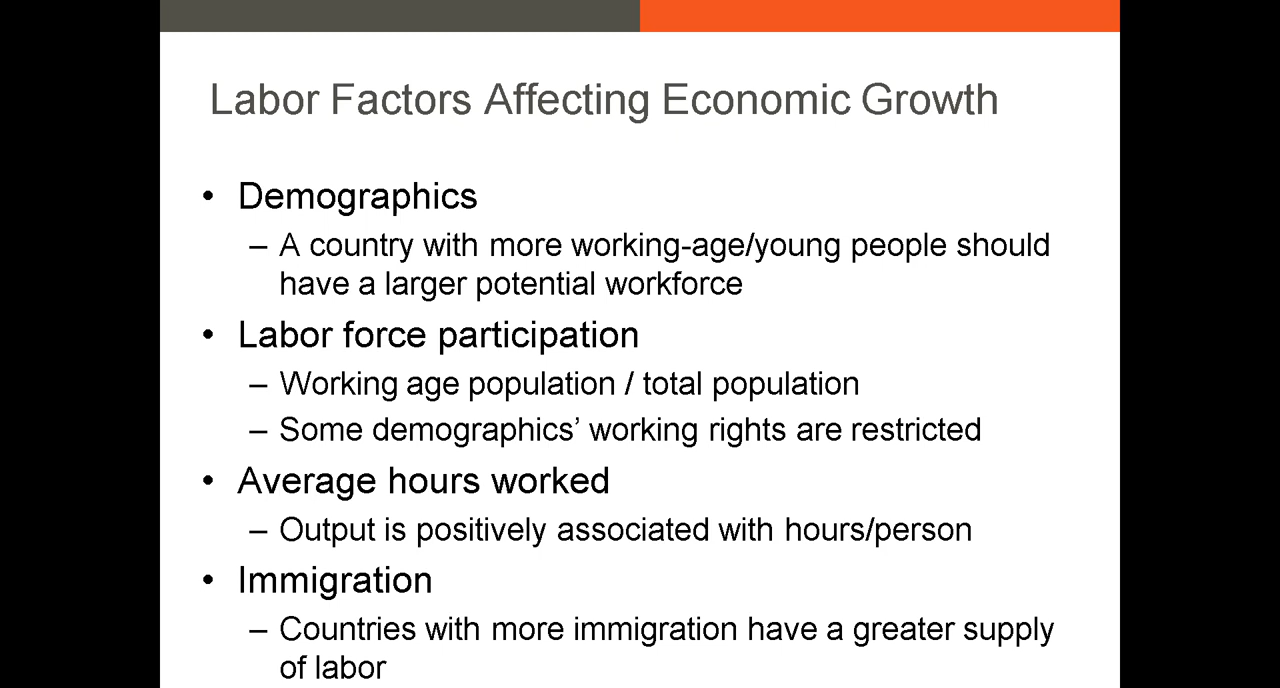 Labor Factors Affecting Economic Growth
• Demographics
– A country with more working-age/young people should
have a larger potential workforce
• Labor force participation
– Working age population / total population
– Some demographics’ working rights are restricted
• Average hours worked
– Output is positively associated with hours/person
• Immigration
– Countries with more immigration have a greater supply
of labor